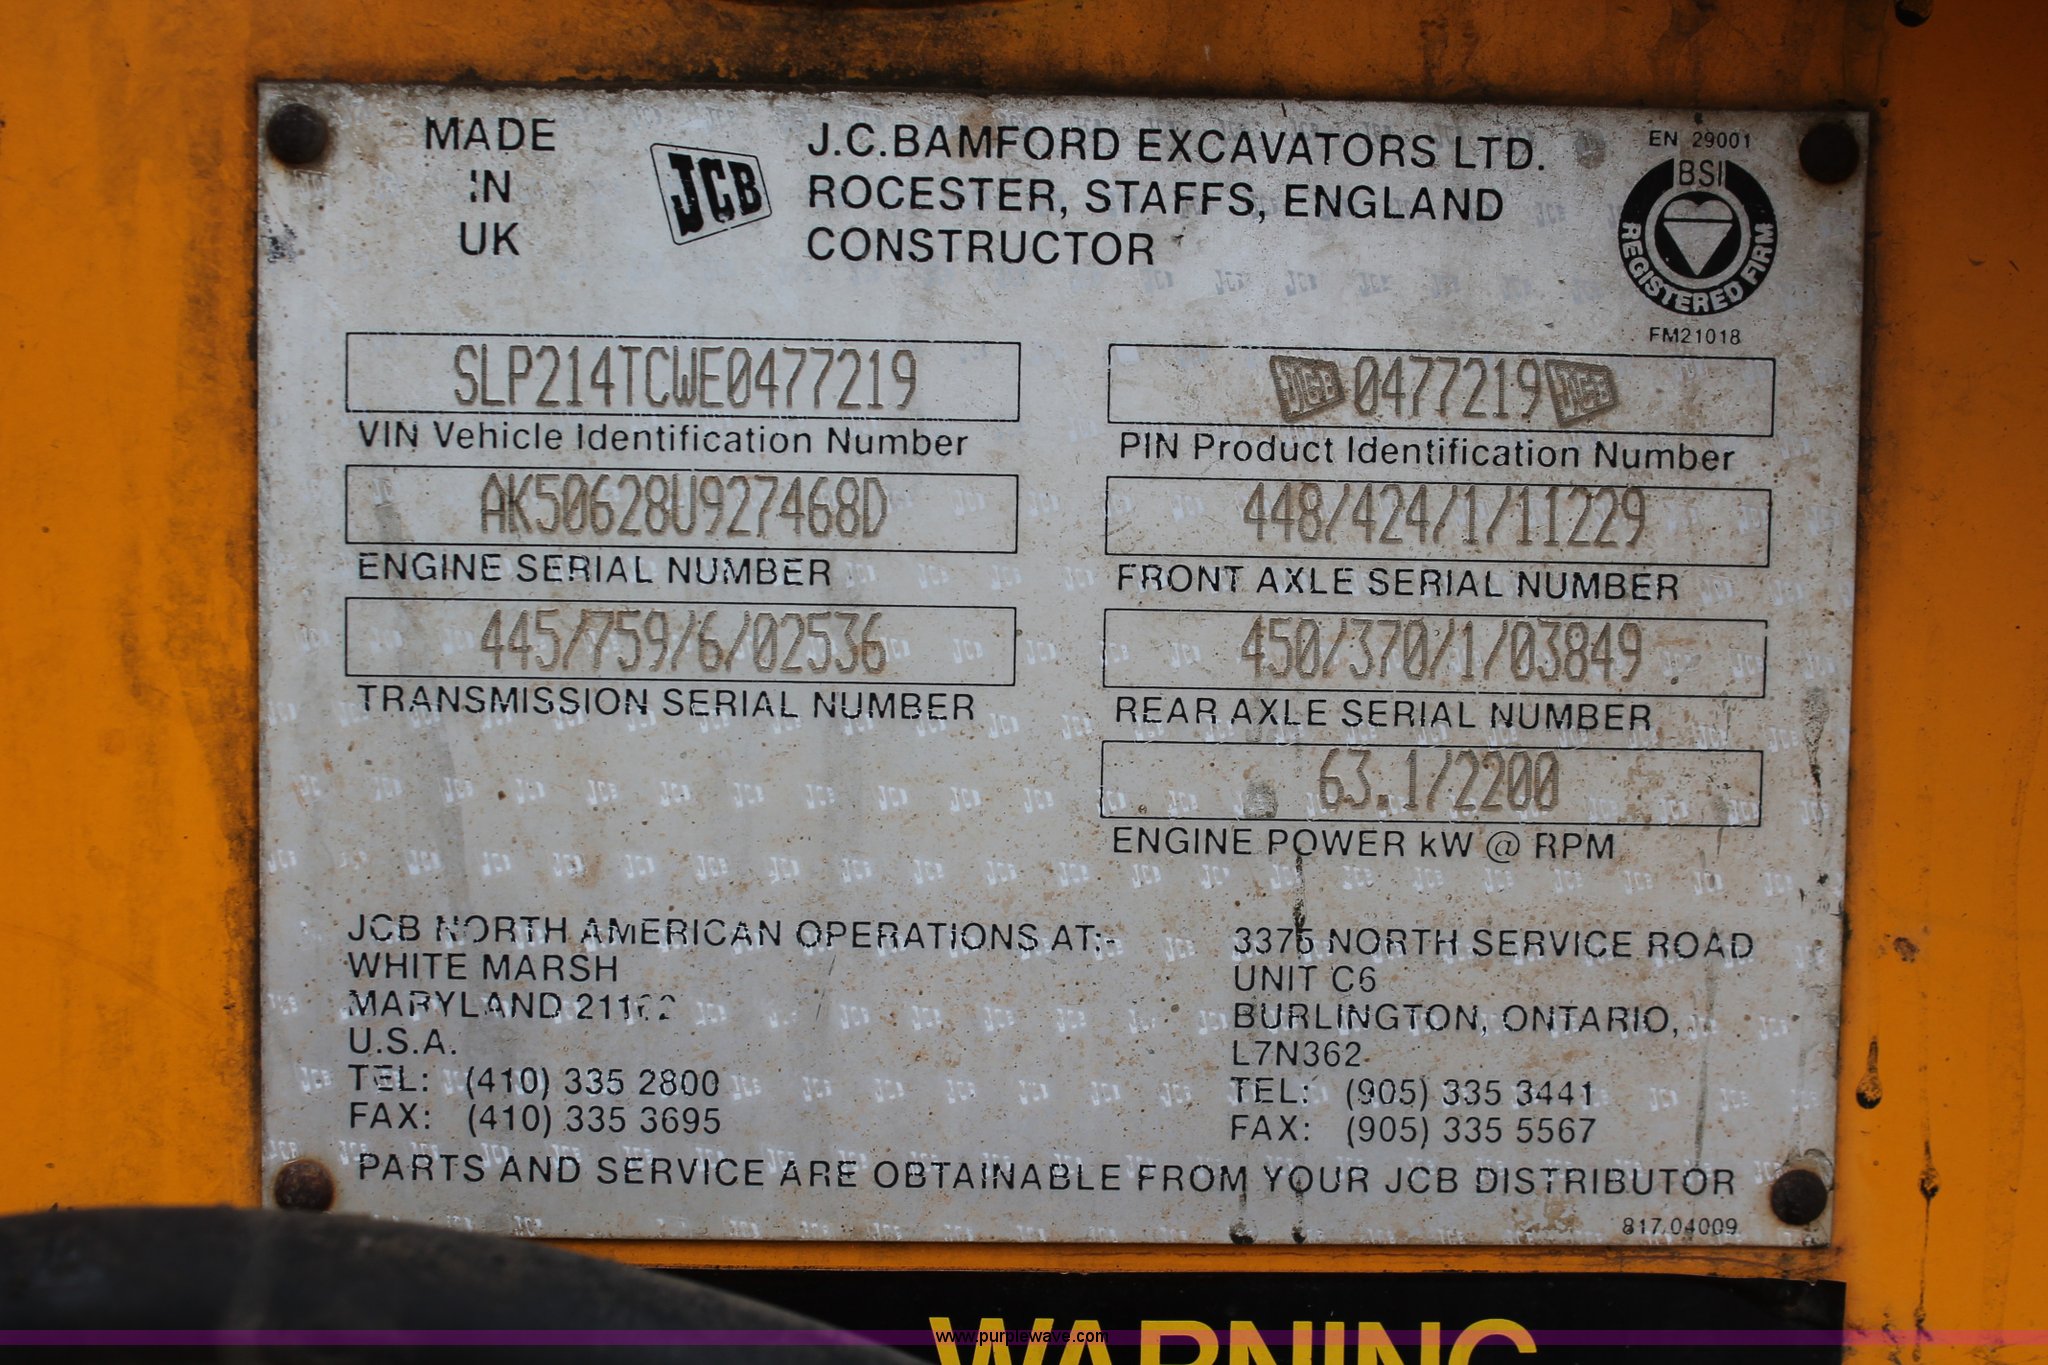 MADE
IN
UK
JCB
J.C.BAMFORD EXCAVATORS LTD.
ROCESTER, STAFFS, ENGLAND
CONSTRUCTOR
EN 29001
BSI
REGISTERED FIRM
FM21018
SLP214TCWE0477219
VIN Vehicle Identification Number
JCB 0477219 JCB
PIN Product Identification Number
AK50628U927468D
ENGINE SERIAL NUMBER
448/424/1/11229
FRONT AXLE SERIAL NUMBER
445/759/6/02536
TRANSMISSION SERIAL NUMBER
450/370/1/03849
REAR AXLE SERIAL NUMBER
63.1/2200
ENGINE POWER kW @ RPM
JCB NORTH AMERICAN OPERATIONS AT:-
WHITE MARSH
MARYLAND
U.S.A.
TEL: (410) 335 2800
FAX: (410) 335 3695
3375 NORTH SERVICE ROAD
UNIT C6
BURLINGTON, ONTARIO,
L7N362
TEL: (905) 335 3441
FAX: (905) 335 5567
PARTS AND SERVICE ARE OBTAINABLE FROM YOUR JCB DISTRIBUTOR
817.04009
WARNING
www.purplewave.com